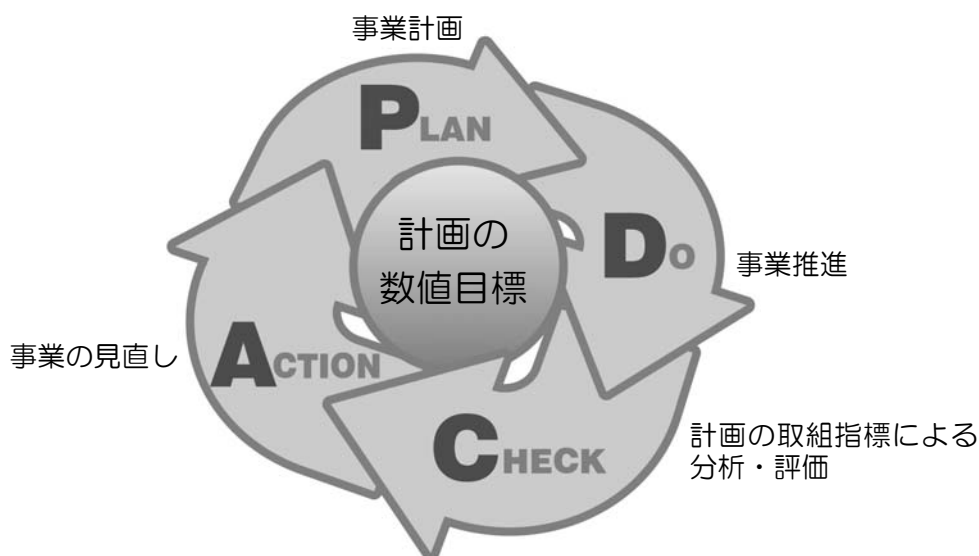 事業計画
PLAN
計画の
数値目標
DO
事業推進
事業の見直し
ACTION
CHECK
計画の取組指標による
分析・評価